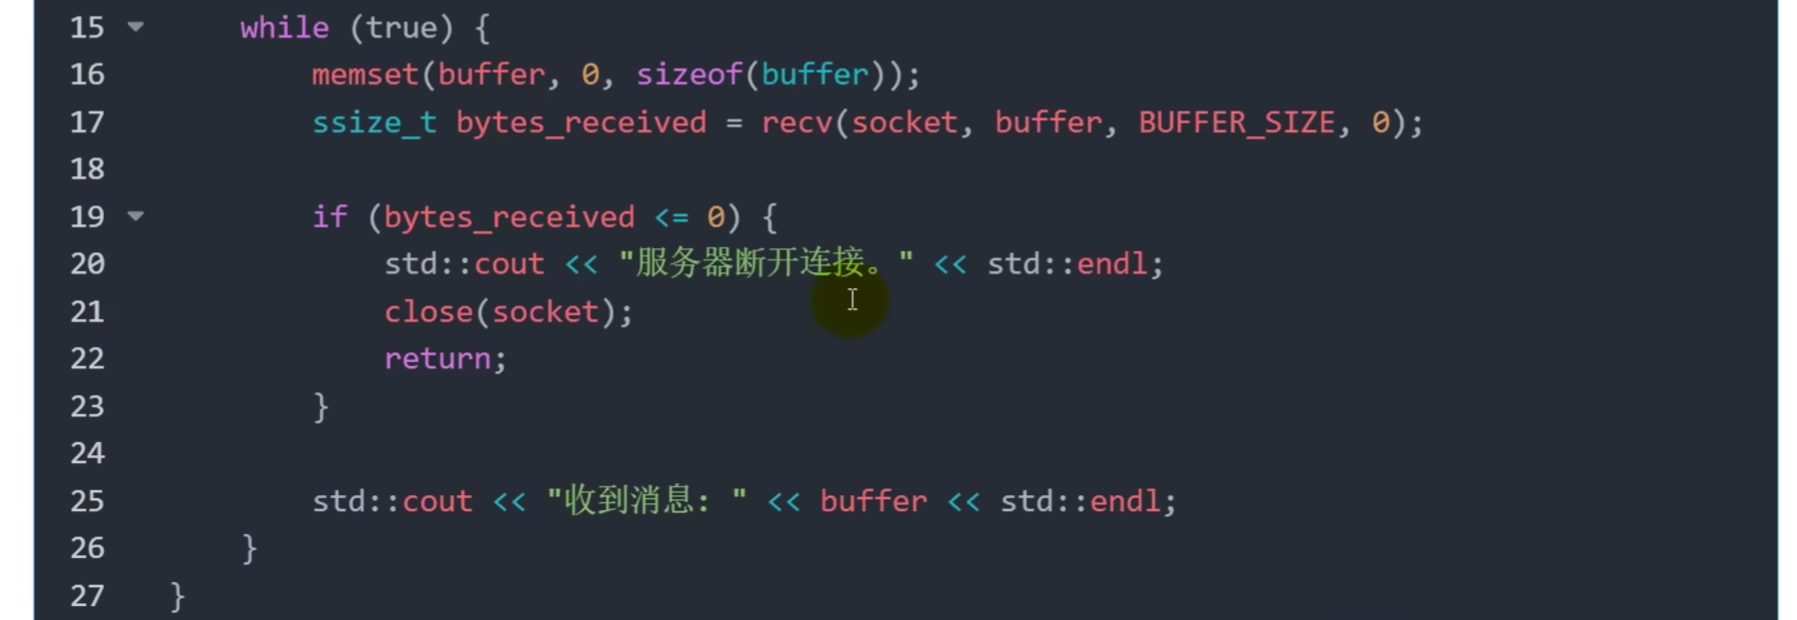 15 while (true) {
16 memset(buffer, 0, sizeof(buffer));
17 ssize_t bytes_received = recv(socket, buffer, BUFFER_SIZE, 0);
18
19 if (bytes_received <= 0) {
20 std::cout << "服务器断开连接。" << std::endl;
21 close(socket);
22 return;
23 }
24
25 std::cout << "收到消息: " << buffer << std::endl;
26 }
27 }